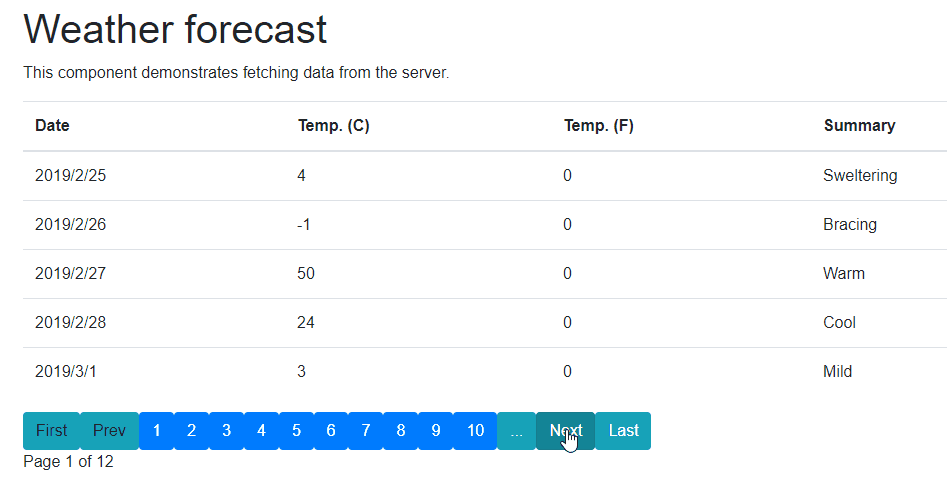 Weather forecast
This component demonstrates fetching data from the server.
Date Temp. (C) Temp. (F) Summary
2019/2/25 4 0 Sweltering
2019/2/26 -1 0 Bracing
2019/2/27 50 0 Warm
2019/2/28 24 0 Cool
2019/3/1 3 0 Mild
First Prev 1 2 3 4 5 6 7 8 9 10 ... Next Last
Page 1 of 12